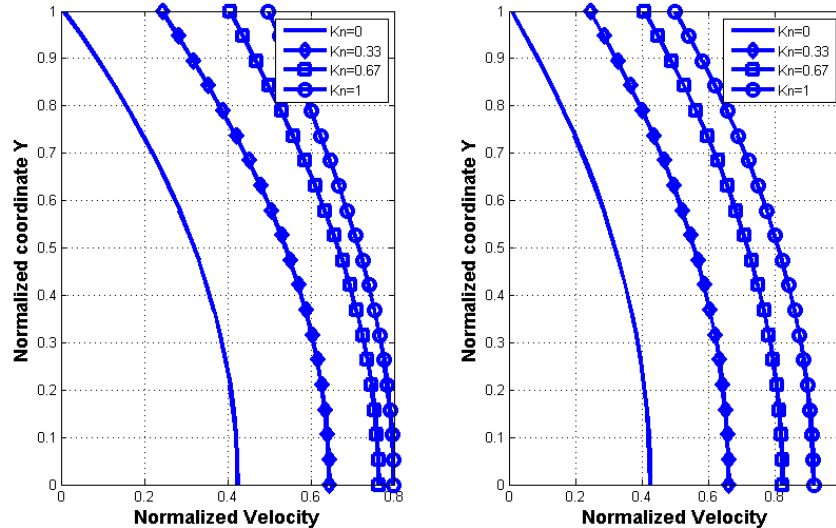 1
0.9
0.8
0.7
0.6
0.5
0.4
0.3
0.2
0.1
0
Normalized coordinate Y
Kn=0
Kn=0.33
Kn=0.67
Kn=1
0 0.2 0.4 0.6 0.8
Normalized Velocity
1
0.9
0.8
0.7
0.6
0.5
0.4
0.3
0.2
0.1
0
Normalized coordinate Y
Kn=0
Kn=0.33
Kn=0.67
Kn=1
0 0.2 0.4 0.6 0.8
Normalized Velocity